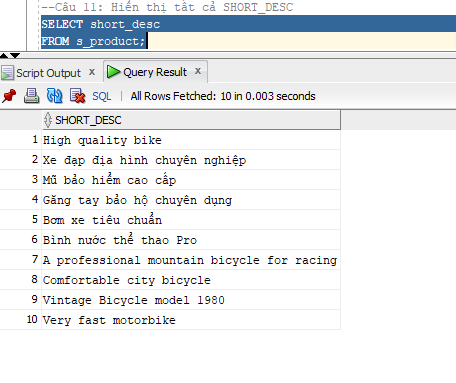 --Câu 11: Hiển thị tất cả SHORT_DESC
SELECT short_desc
FROM s_product;
Script Output x Query Result x
SQL | All Rows Fetched: 10 in 0.003 seconds
SHORT_DESC
1 High quality bike
2 Xe đạp địa hình chuyên nghiệp
3 Mũ bảo hiểm cao cấp
4 Găng tay bảo hộ chuyên dụng
5 Bơm xe tiêu chuẩn
6 Bình nước thể thao Pro
7 A professional mountain bicycle for racing
8 Comfortable city bicycle
9 Vintage Bicycle model 1980
10 Very fast motorbike